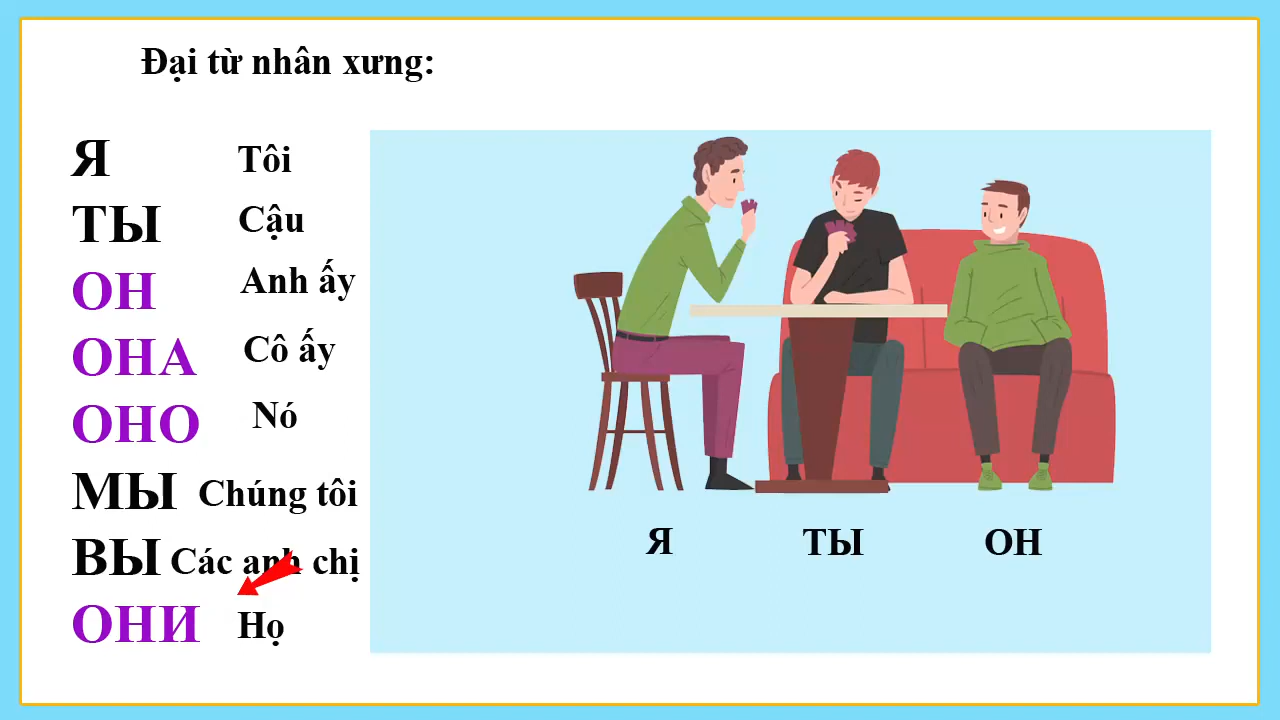 Đại từ nhân xưng:
Я Tôi
ТЫ Cậu
ОН Anh ấy
ОНА Cô ấy
ОНО Nó
МЫ Chúng tôi
ВЫ Các anh chị
ОНИ Họ
Я ТЫ ОН